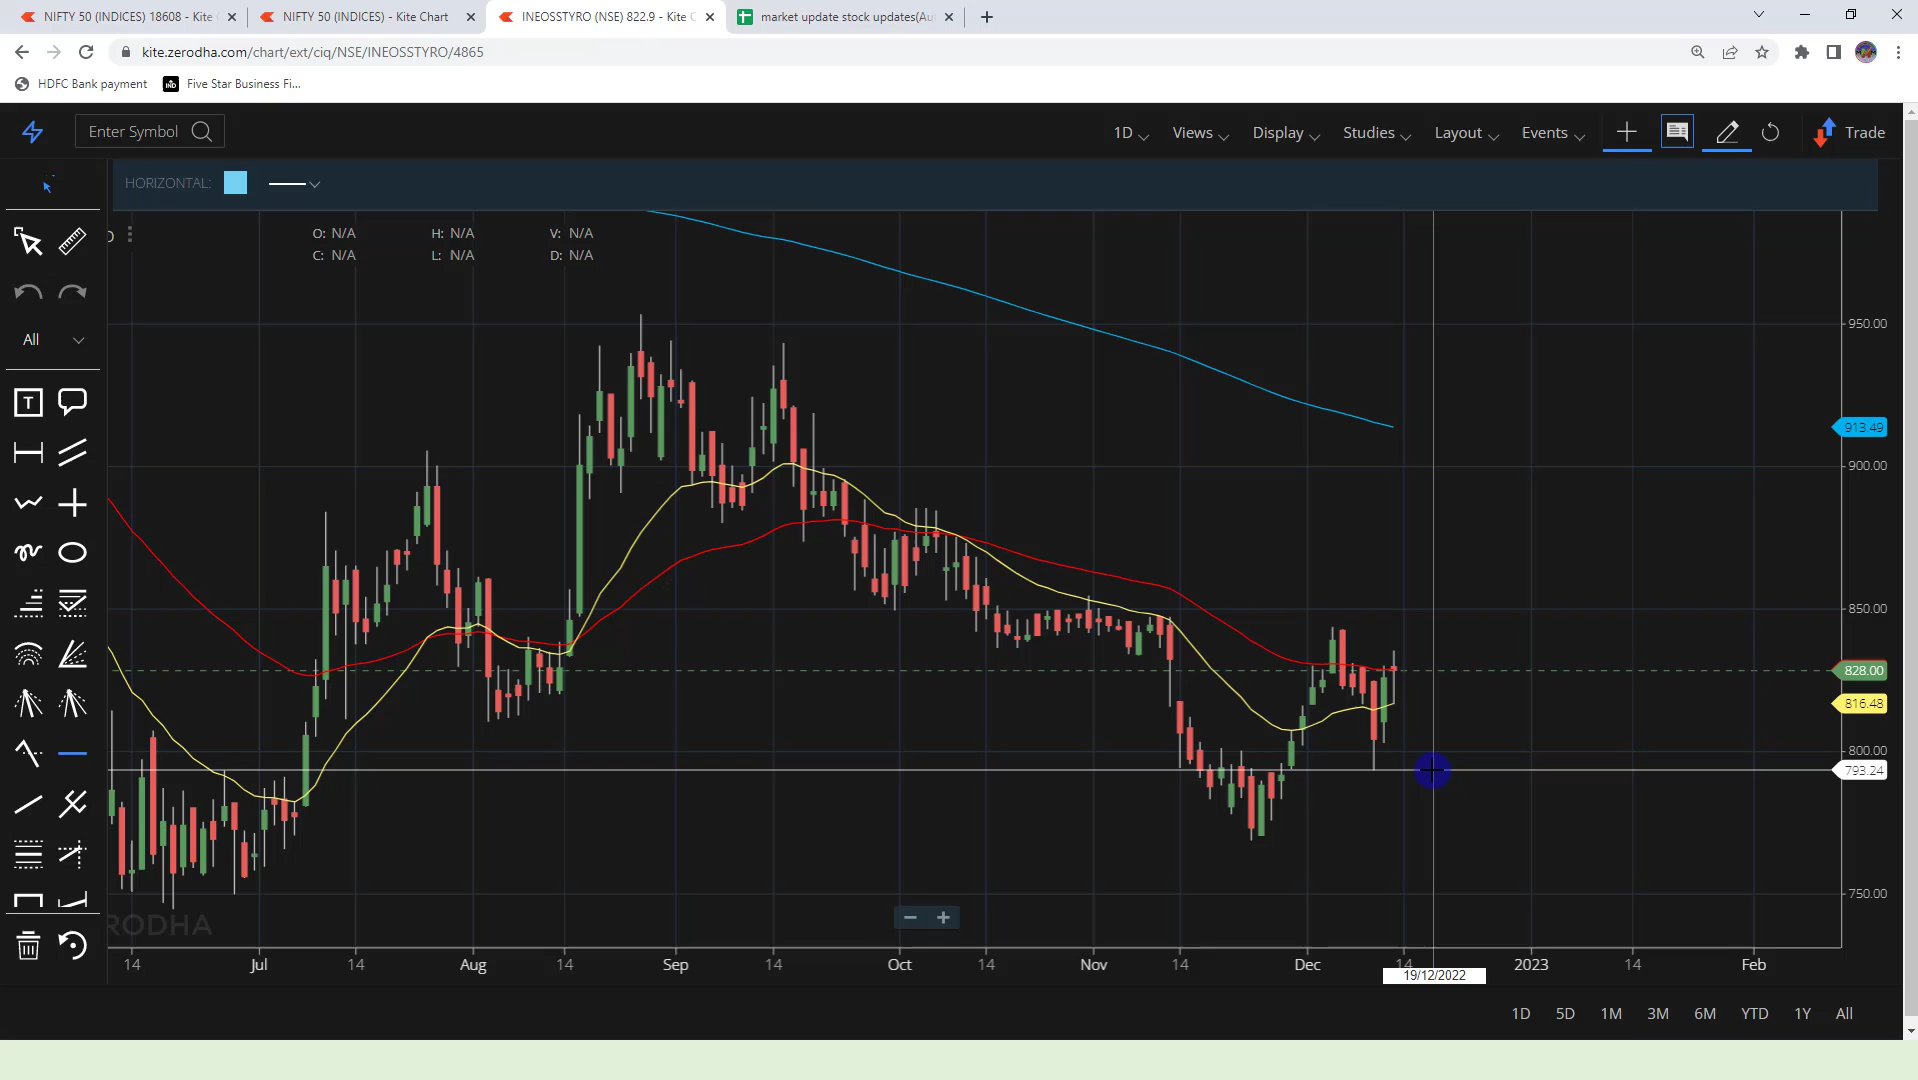 NIFTY 50 (INDICES) 18608 - Kite
NIFTY 50 (INDICES) - Kite Chart
INEOSSTYRO (NSE) 822.9 - Kite C
market update stock updates(Au
kite.zerodha.com/chart/ext/ciq/NSE/INEOSSTYRO/4865
HDFC Bank payment
Five Star Business Fi...
Enter Symbol
1D
Views
Display
Studies
Layout
Events
Trade
HORIZONTAL:
O: N/A H: N/A V: N/A
C: N/A L: N/A D: N/A
All
T
950.00
913.49
900.00
850.00
828.00
816.48
800.00
793.24
750.00
RODHA
14 Jul 14 Aug 14 Sep 14 Oct 14 Nov 14 Dec 14 2023 14 Feb
19/12/2022
1D 5D 1M 3M 6M YTD 1Y All